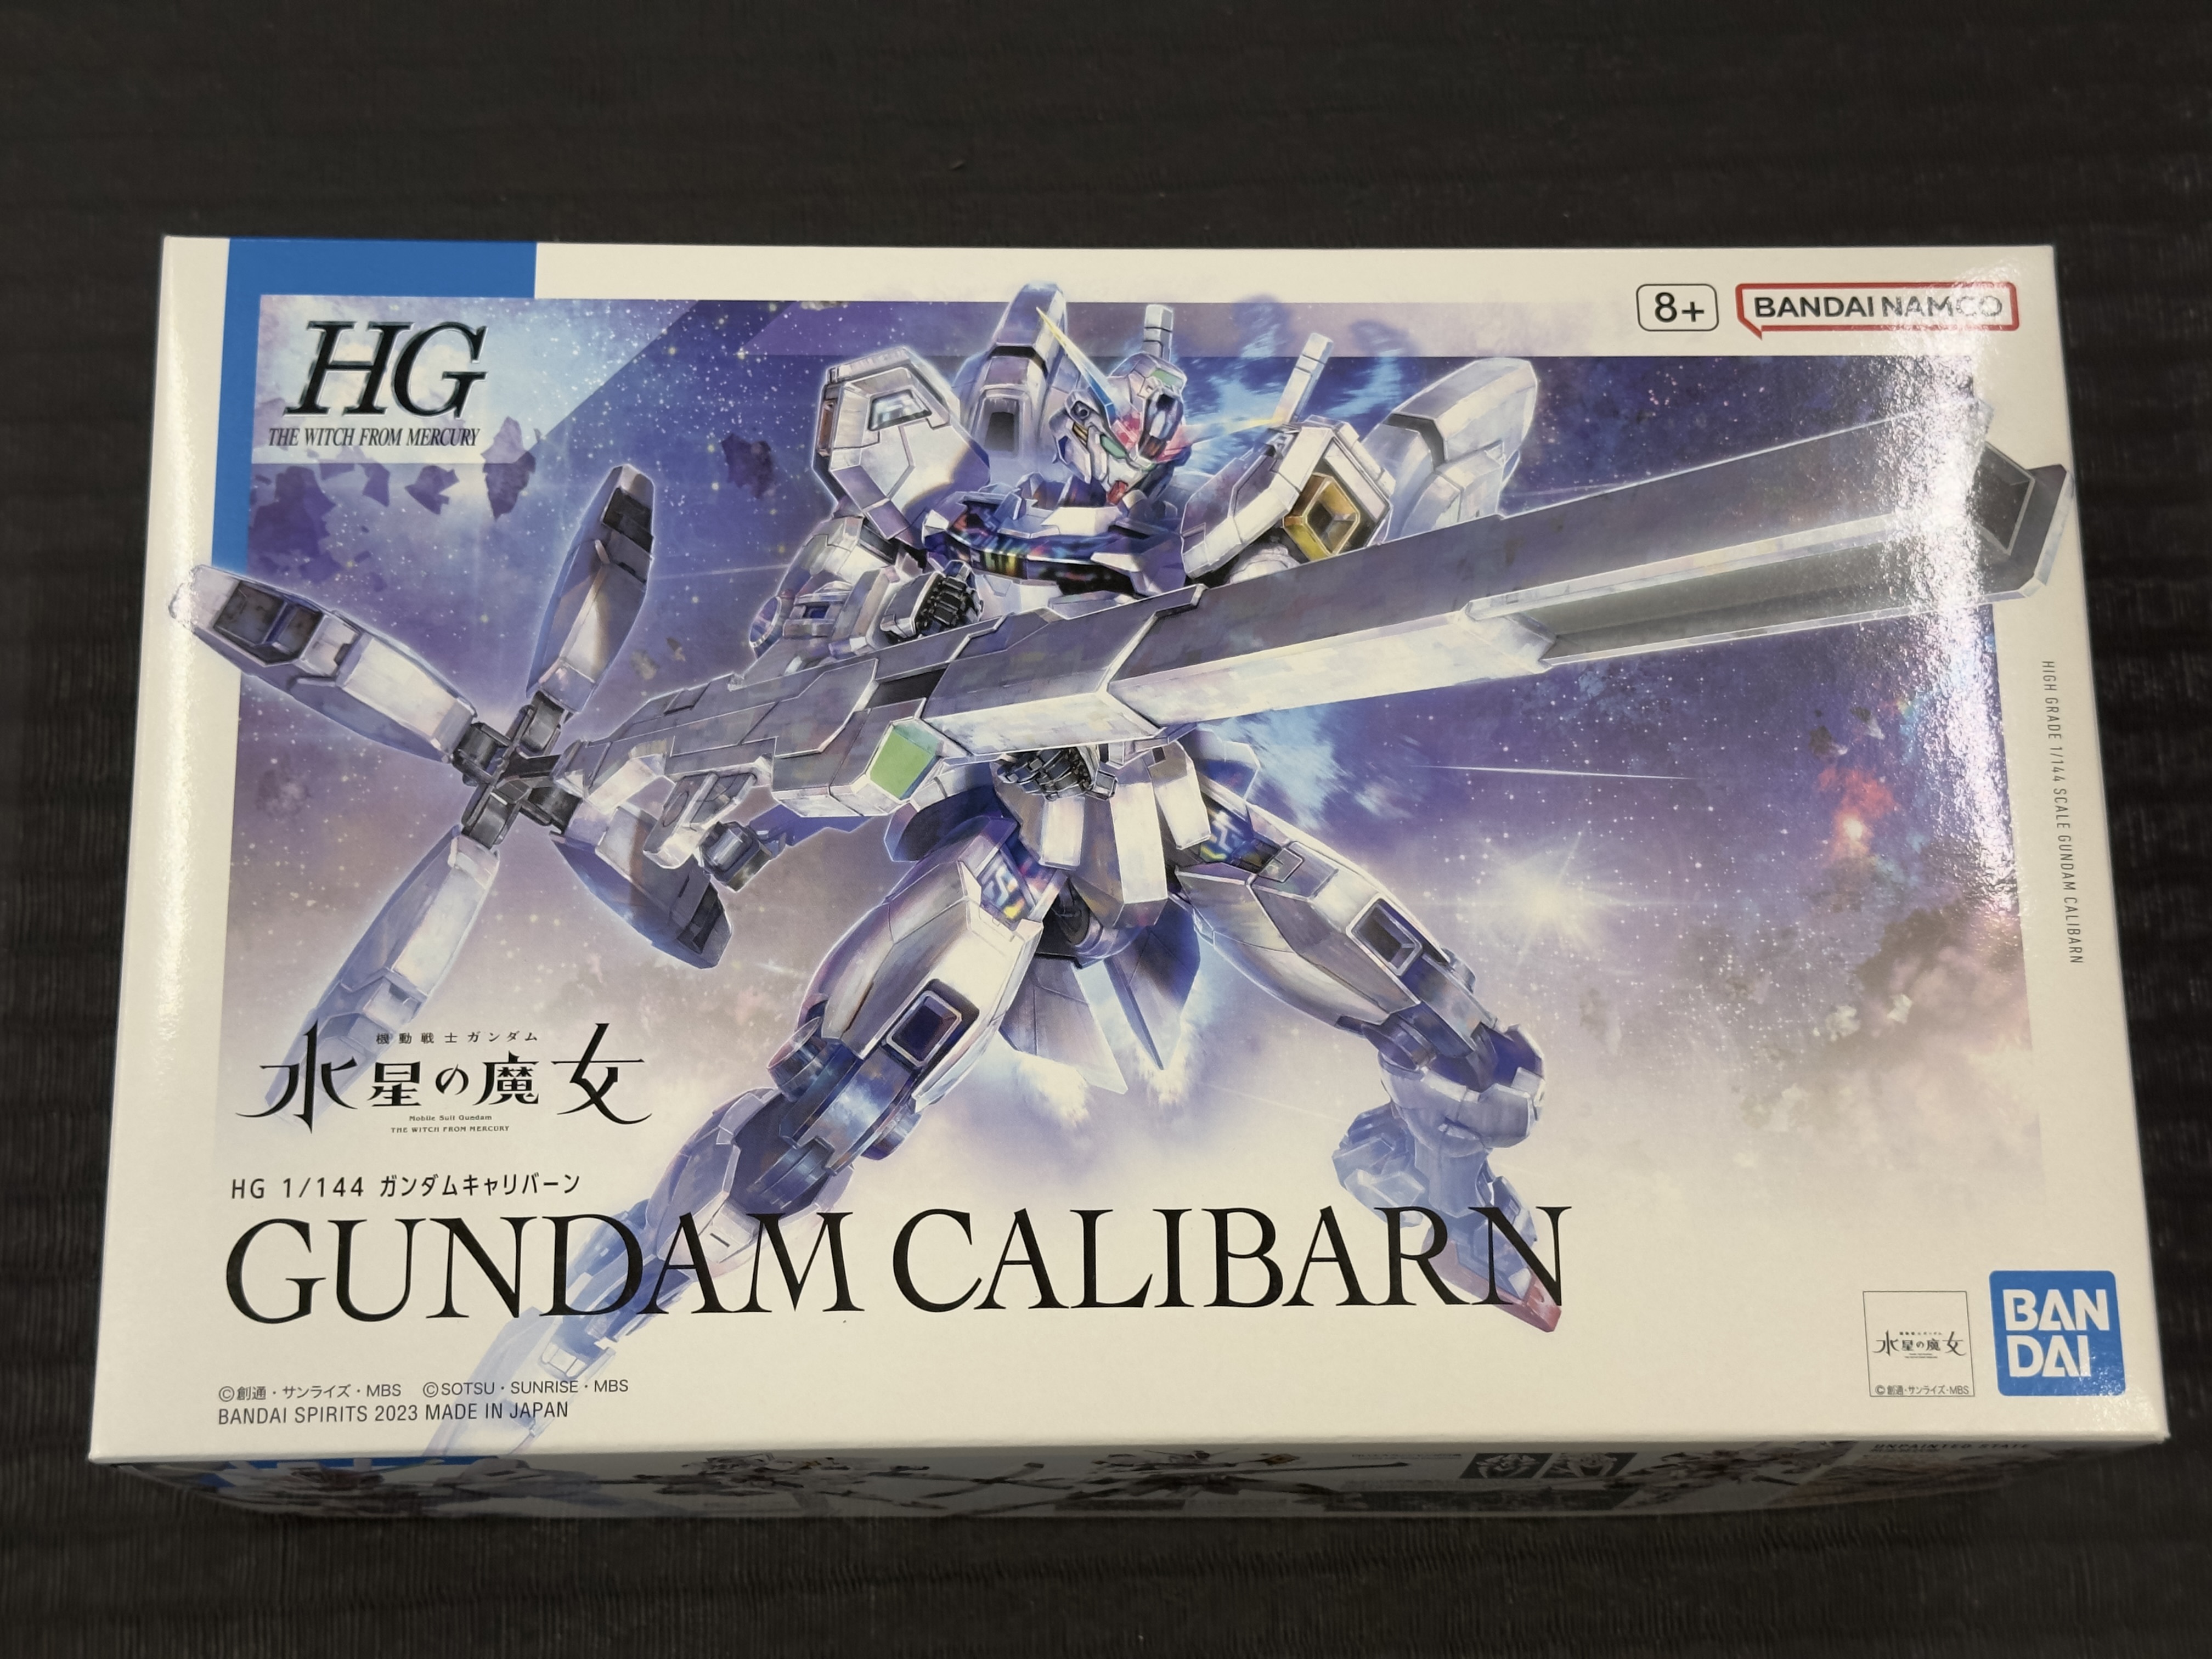 HG
THE WITCH FROM MERCURY
8+
BANDAI NAMCO
HIGH GRADE 1/144 SCALE GUNDAM CALIBARN
機動戦士ガンダム
水星の魔女
Mobile Suit Gundam
THE WITCH FROM MERCURY
HG 1/144 ガンダムキャリバーン
GUNDAM CALIBARN
©創通・サンライズ・MBS ©SOTSU・SUNRISE・MBS
BANDAI SPIRITS 2023 MADE IN JAPAN
水星の魔女
©創通・サンライズ・MBS
BAN
DAI